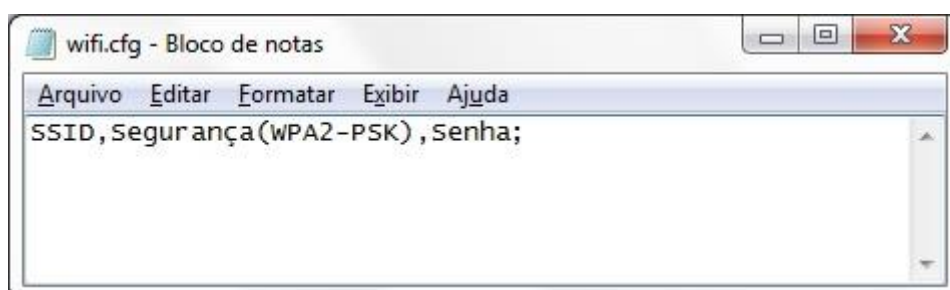 wifi.cfg - Bloco de notas
Arquivo Editar Formatar Exibir Ajuda
SSID,Segurança(WPA2-PSK),Senha;